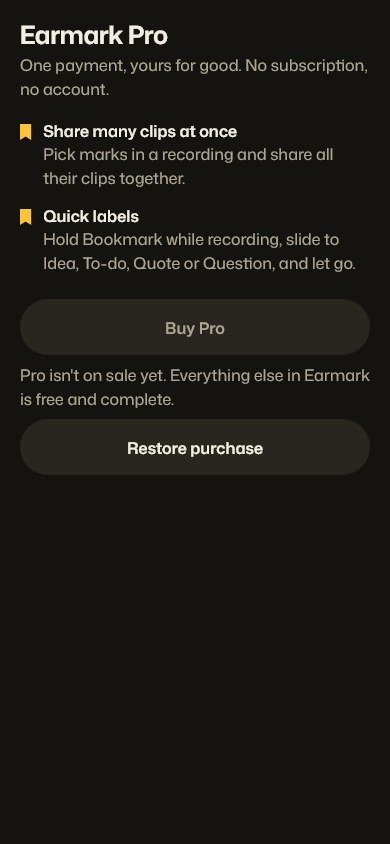 Earmark Pro
One payment, yours for good. No subscription,
no account.
Share many clips at once
Pick marks in a recording and share all
their clips together.
Quick labels
Hold Bookmark while recording, slide to
Idea, To-do, Quote or Question, and let go.
Buy Pro
Pro isn't on sale yet. Everything else in Earmark
is free and complete.
Restore purchase